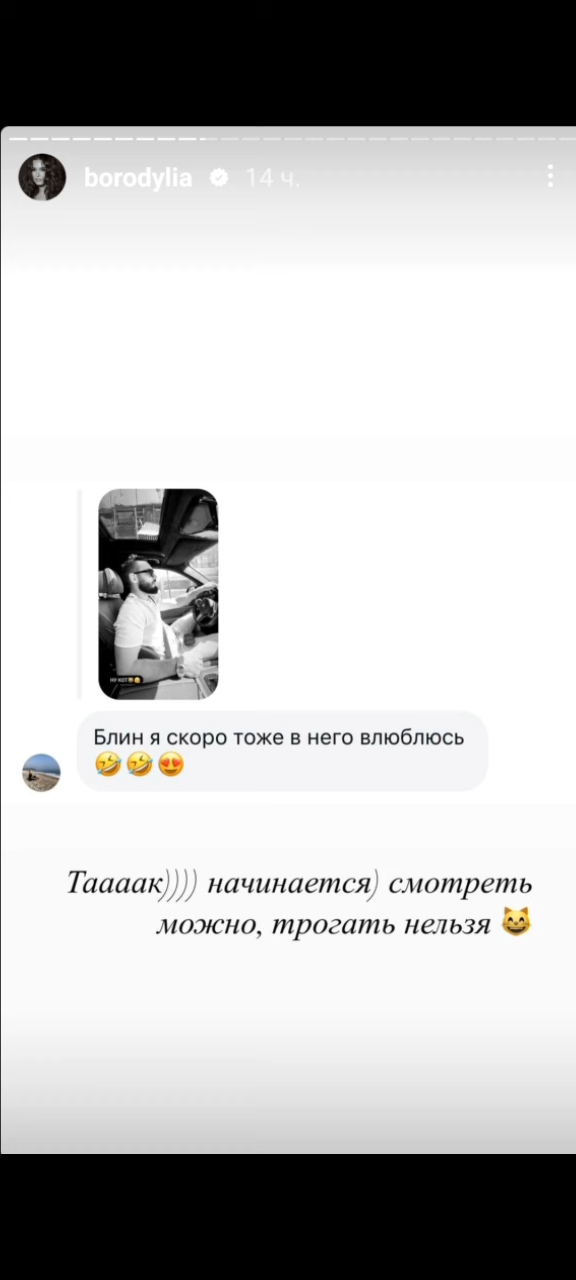 borodylia 14 ч.
НУ КОТ😻😄
Блин я скоро тоже в него влюблюсь
🤣🤣😍
Таааак)))) начинается) смотреть
можно, трогать нельзя 😸